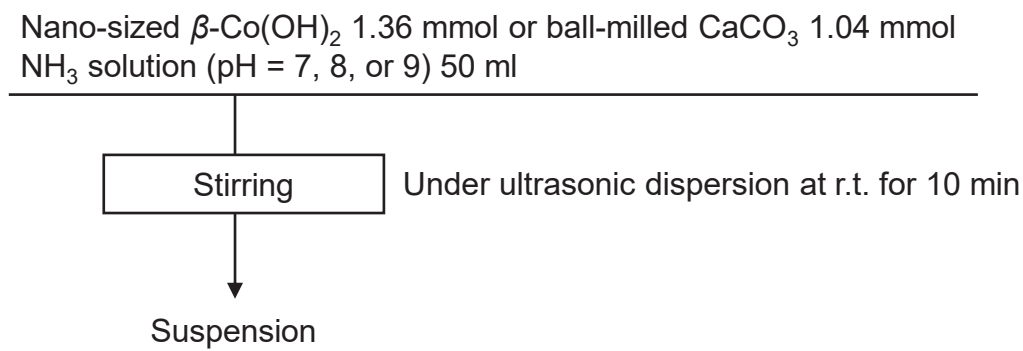 Nano-sized β-Co(OH)₂ 1.36 mmol or ball-milled CaCO₃ 1.04 mmol
NH₃ solution (pH = 7, 8, or 9) 50 ml
Stirring Under ultrasonic dispersion at r.t. for 10 min
Suspension